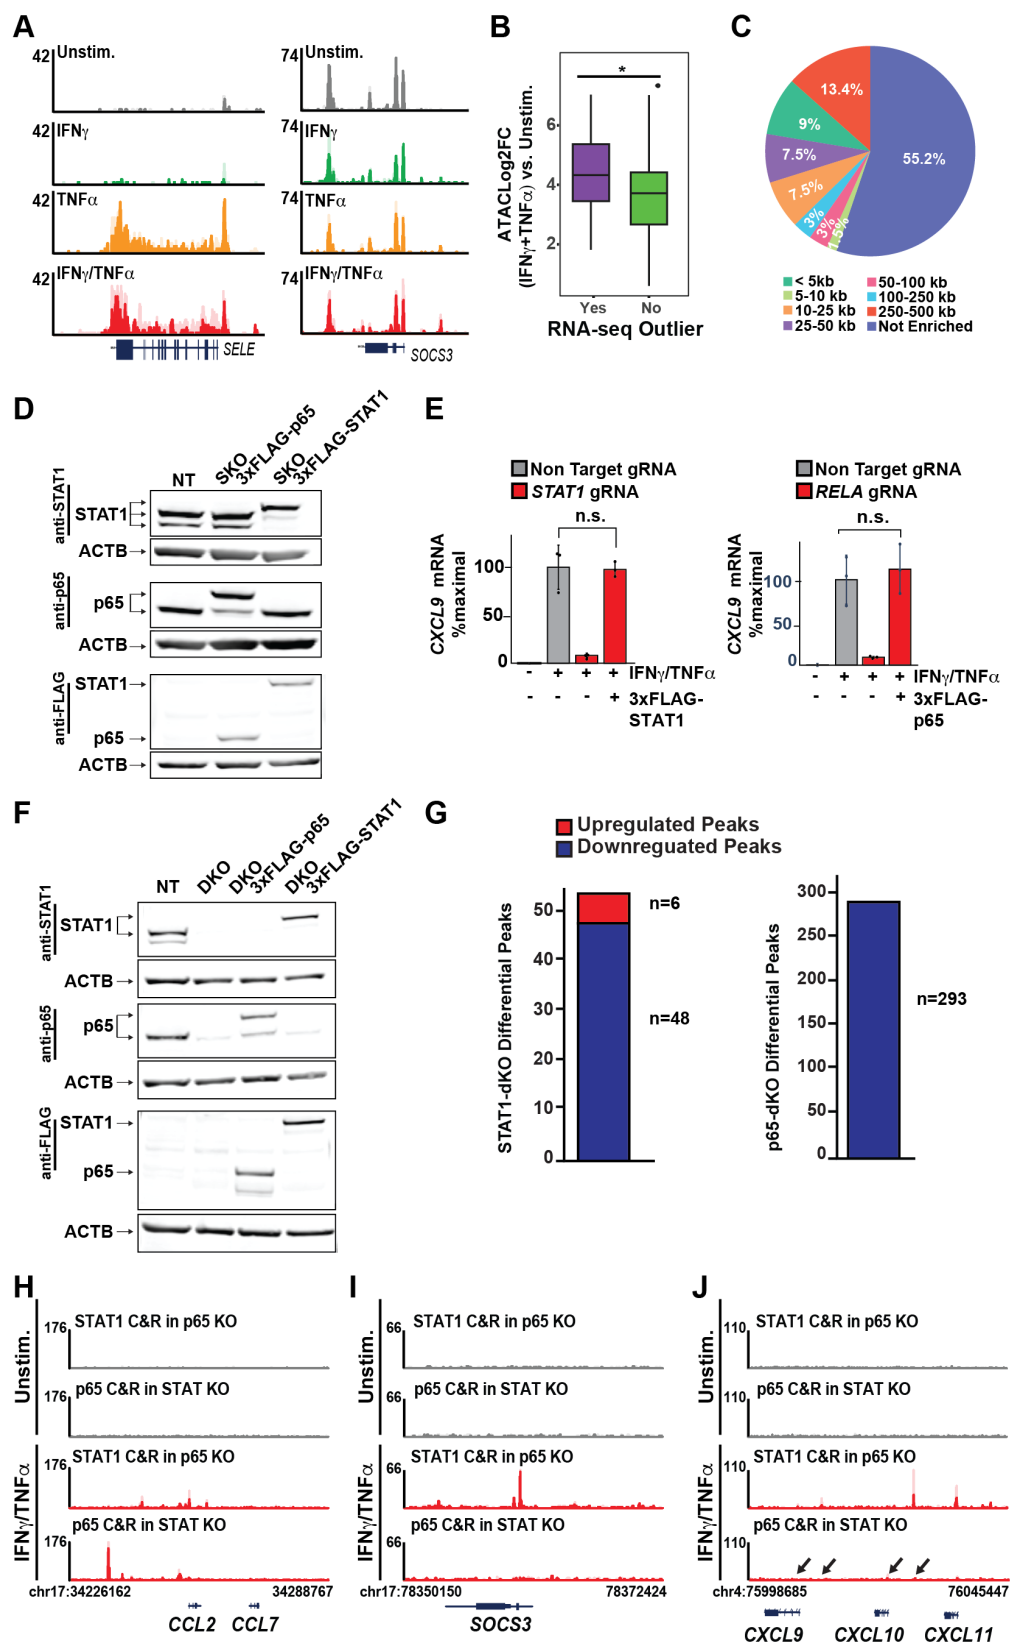 A
42
Unstim.
42
IFNγ
42
TNFα
42
IFNγ/TNFα
SELE
74
Unstim.
74
IFNγ
74
TNFα
74
IFNγ/TNFα
SOCS3
B
ATACLog2FC
(IFNγ+TNFα) vs. Unstim.
6
4
2
*
Yes
No
RNA-seq Outlier
C
13.4%
9%
7.5%
7.5%
3%
3%
1.5%
55.2%
< 5kb
5-10 kb
10-25 kb
25-50 kb
50-100 kb
100-250 kb
250-500 kb
Not Enriched
D
NT
SKO
3xFLAG-p65
SKO
3xFLAG-STAT1
anti-STAT1
STAT1
ACTB
anti-p65
p65
ACTB
anti-FLAG
STAT1
p65
ACTB
E
Non Target gRNA
STAT1 gRNA
n.s.
CXCL9 mRNA
%maximal
100
50
0
- + + + IFNγ/TNFα
- - - + 3xFLAG-
STAT1
Non Target gRNA
RELA gRNA
n.s.
CXCL9 mRNA
%maximal
100
50
0
- + + + IFNγ/TNFα
- - - + 3xFLAG-
p65
F
NT
DKO
DKO
3xFLAG-p65
DKO
3xFLAG-STAT1
anti-STAT1
STAT1
ACTB
anti-p65
p65
ACTB
anti-FLAG
STAT1
p65
ACTB
G
Upregulated Peaks
Downreguated Peaks
STAT1-dKO Differential Peaks
50
40
30
20
10
0
n=6
n=48
p65-dKO Differential Peaks
300
250
200
150
100
50
0
n=293
H
Unstim.
176
STAT1 C&R in p65 KO
176
p65 C&R in STAT KO
IFNγ/TNFα
176
STAT1 C&R in p65 KO
176
p65 C&R in STAT KO
chr17:34226162
34288767
CCL2
CCL7
I
Unstim.
66
STAT1 C&R in p65 KO
66
p65 C&R in STAT KO
IFNγ/TNFα
66
STAT1 C&R in p65 KO
66
p65 C&R in STAT KO
chr17:78350150
78372424
SOCS3
J
Unstim.
110
STAT1 C&R in p65 KO
110
p65 C&R in STAT KO
IFNγ/TNFα
110
STAT1 C&R in p65 KO
110
p65 C&R in STAT KO
chr4:75998685
76045447
CXCL9
CXCL10
CXCL11